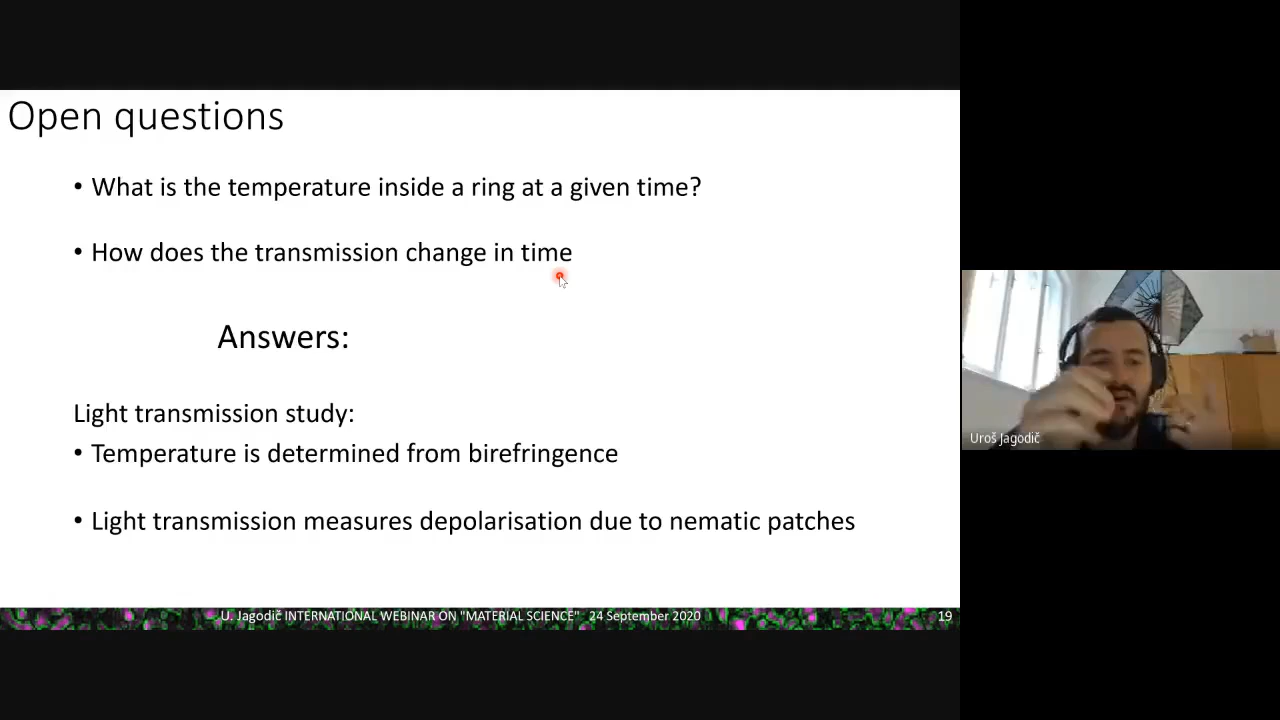 Open questions
• What is the temperature inside a ring at a given time?
• How does the transmission change in time
Answers:
Light transmission study:
• Temperature is determined from birefringence
• Light transmission measures depolarisation due to nematic patches
U. Jagodič INTERNATIONAL WEBINAR ON "MATERIAL SCIENCE" 24 September 2020
19
Uroš Jagodič